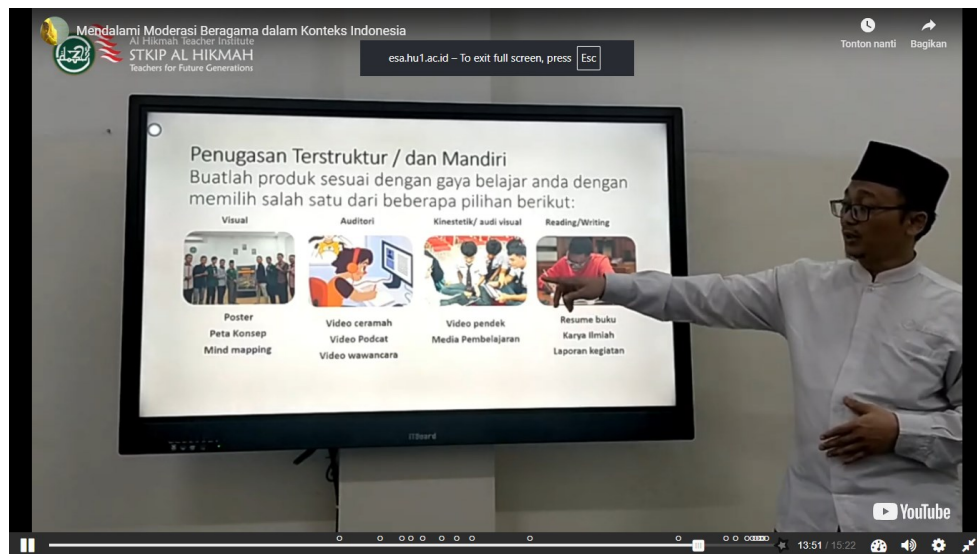 Mendalami Moderasi Beragama dalam Konteks Indonesia
Al Hikmah Teacher Institute
STKIP AL HIKMAH
Teachers for Future Generations
esa.hu1.ac.id – To exit full screen, press Esc
Tonton nanti
Bagikan
Penugasan Terstruktur / dan Mandiri
Buatlah produk sesuai dengan gaya belajar anda dengan
memilih salah satu dari beberapa pilihan berikut:
Visual
Auditori
Kinestetik/ audi visual
Reading/Writing
Poster
Peta Konsep
Mind mapping
Video ceramah
Video Podcat
Video wawancara
Video pendek
Media Pembelajaran
Resume buku
Karya Ilmiah
Laporan kegiatan
YouTube
13:51 / 15:22